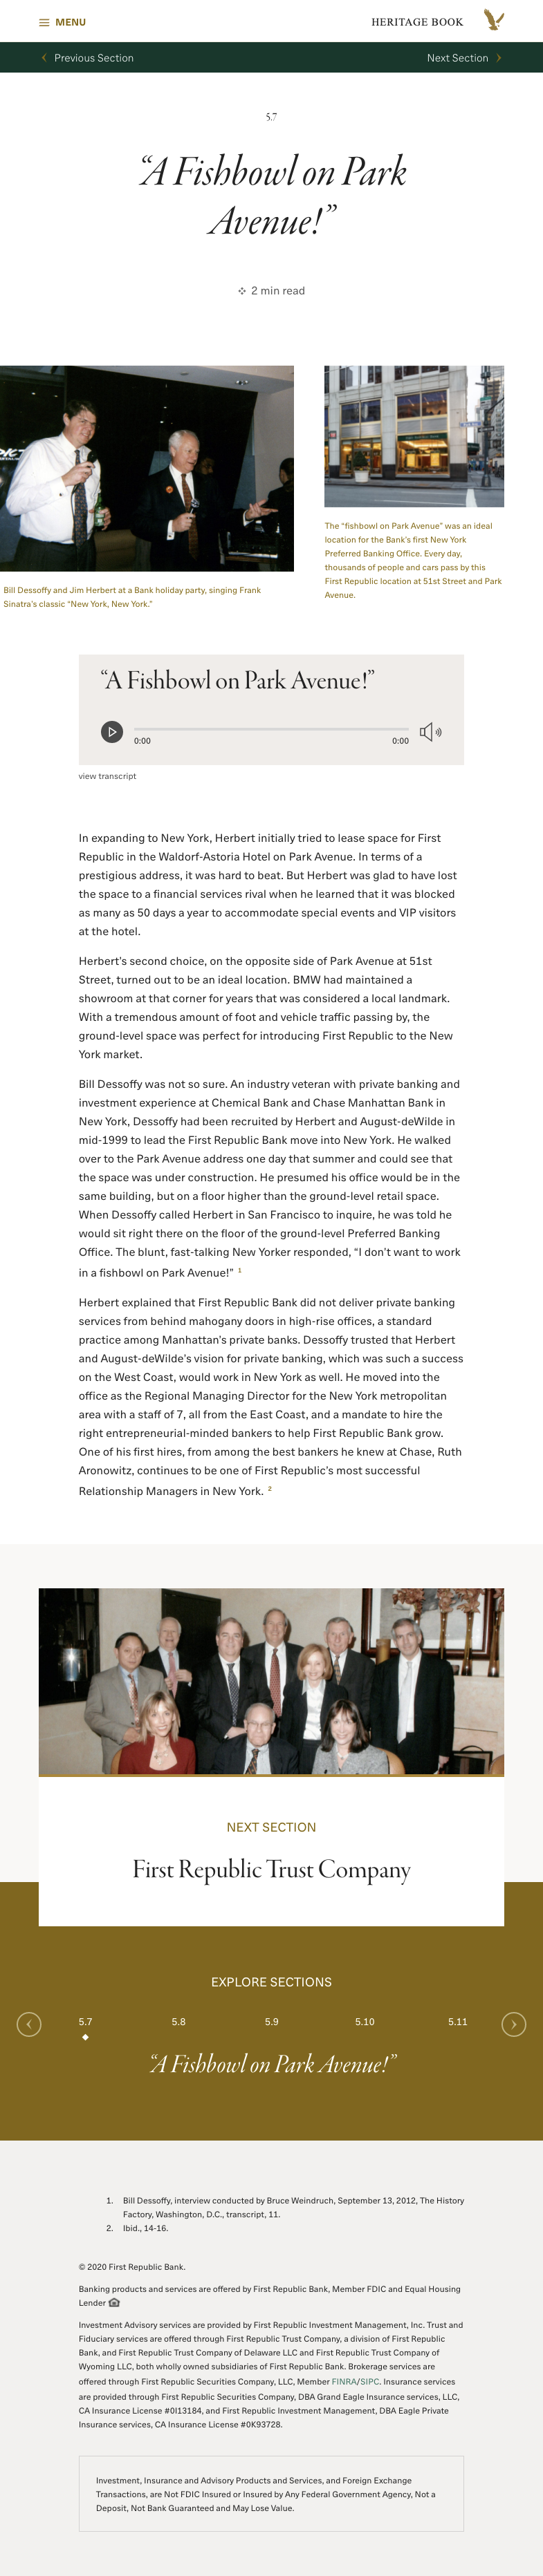 MENU
HERITAGE BOOK
Previous Section
Next Section
5.7
“A Fishbowl on Park
Avenue!”
2 min read
Bill Dessoffy and Jim Herbert at a Bank holiday party, singing Frank
Sinatra’s classic “New York, New York.”
The “fishbowl on Park Avenue” was an ideal
location for the Bank’s first New York
Preferred Banking Office. Every day,
thousands of people and cars pass by this
First Republic location at 51st Street and Park
Avenue.
“A Fishbowl on Park Avenue!”
0:00
0:00
view transcript
In expanding to New York, Herbert initially tried to lease space for First
Republic in the Waldorf-Astoria Hotel on Park Avenue. In terms of a
prestigious address, it was hard to beat. But Herbert was glad to have lost
the space to a financial services rival when he learned that it was blocked
as many as 50 days a year to accommodate special events and VIP visitors
at the hotel.
Herbert’s second choice, on the opposite side of Park Avenue at 51st
Street, turned out to be an ideal location. BMW had maintained a
showroom at that corner for years that was considered a local landmark.
With a tremendous amount of foot and vehicle traffic passing by, the
ground-level space was perfect for introducing First Republic to the New
York market.
Bill Dessoffy was not so sure. An industry veteran with private banking and
investment experience at Chemical Bank and Chase Manhattan Bank in
New York, Dessoffy had been recruited by Herbert and August-deWilde in
mid-1999 to lead the First Republic Bank move into New York. He walked
over to the Park Avenue address one day that summer and could see that
the space was under construction. He presumed his office would be in the
same building, but on a floor higher than the ground-level retail space.
When Dessoffy called Herbert in San Francisco to inquire, he was told he
would sit right there on the floor of the ground-level Preferred Banking
Office. The blunt, fast-talking New Yorker responded, “I don’t want to work
in a fishbowl on Park Avenue!” 1
Herbert explained that First Republic Bank did not deliver private banking
services from behind mahogany doors in high-rise offices, a standard
practice among Manhattan’s private banks. Dessoffy trusted that Herbert
and August-deWilde’s vision for private banking, which was such a success
on the West Coast, would work in New York as well. He moved into the
office as the Regional Managing Director for the New York metropolitan
area with a staff of 7, all from the East Coast, and a mandate to hire the
right entrepreneurial-minded bankers to help First Republic Bank grow.
One of his first hires, from among the best bankers he knew at Chase, Ruth
Aronowitz, continues to be one of First Republic’s most successful
Relationship Managers in New York. 2
NEXT SECTION
First Republic Trust Company
EXPLORE SECTIONS
5.7 5.8 5.9 5.10 5.11
“A Fishbowl on Park Avenue!”
1. Bill Dessoffy, interview conducted by Bruce Weindruch, September 13, 2012, The History
Factory, Washington, D.C., transcript, 11.
2. Ibid., 14-16.
© 2020 First Republic Bank.
Banking products and services are offered by First Republic Bank, Member FDIC and Equal Housing
Lender
Investment Advisory services are provided by First Republic Investment Management, Inc. Trust and
Fiduciary services are offered through First Republic Trust Company, a division of First Republic
Bank, and First Republic Trust Company of Delaware LLC and First Republic Trust Company of
Wyoming LLC, both wholly owned subsidiaries of First Republic Bank. Brokerage services are
offered through First Republic Securities Company, LLC, Member FINRA/SIPC. Insurance services
are provided through First Republic Securities Company, DBA Grand Eagle Insurance services, LLC,
CA Insurance License #0I13184, and First Republic Investment Management, DBA Eagle Private
Insurance services, CA Insurance License #0K93728.
Investment, Insurance and Advisory Products and Services, and Foreign Exchange
Transactions, are Not FDIC Insured or Insured by Any Federal Government Agency, Not a
Deposit, Not Bank Guaranteed and May Lose Value.